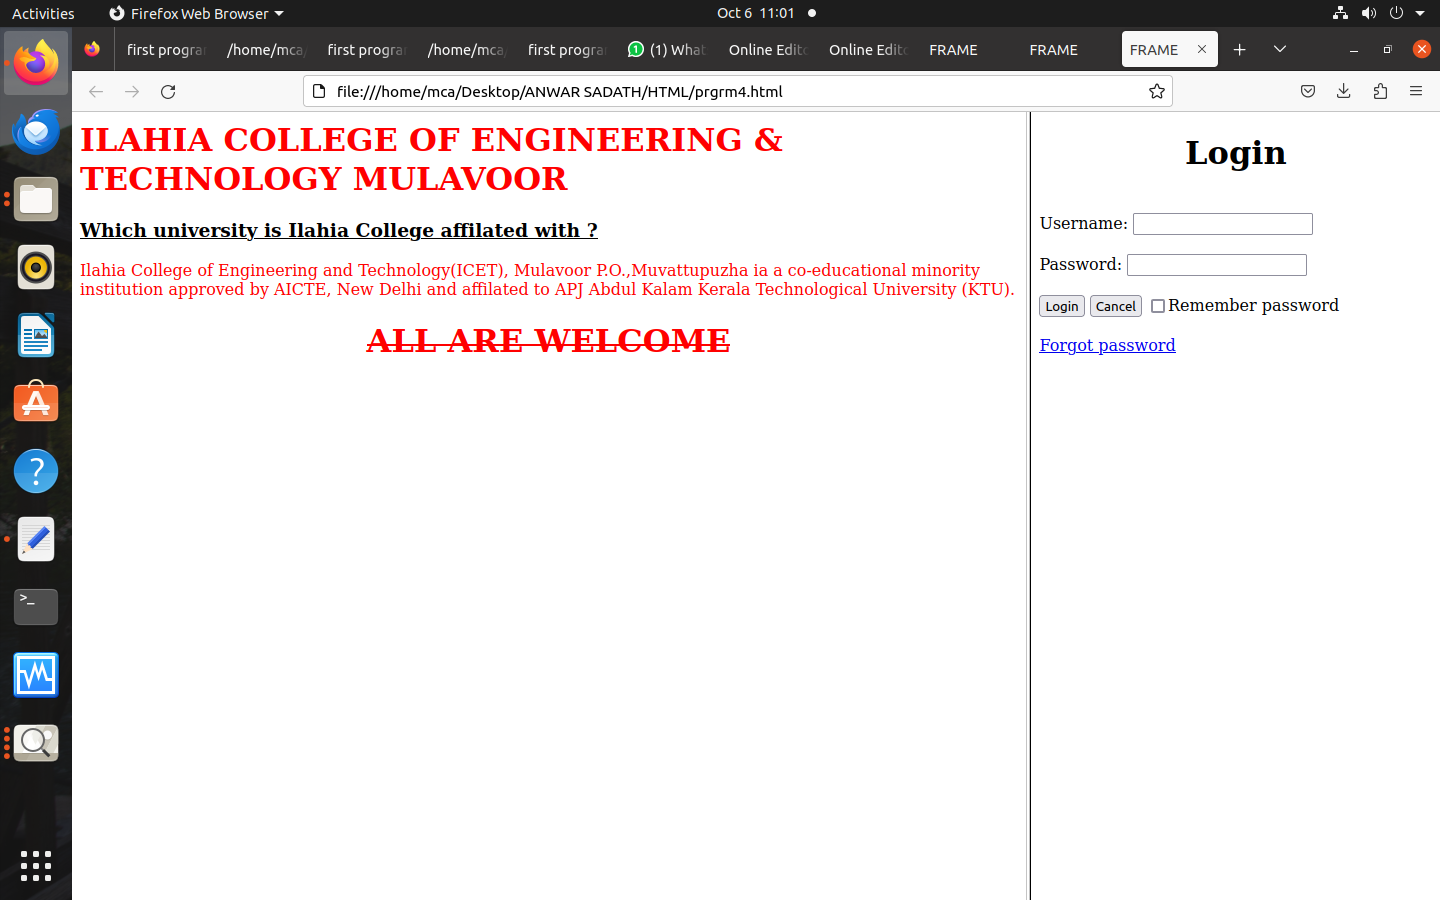 Activities
Firefox Web Browser
Oct 6 11:01
first progra
/home/mca/
first progra
/home/mca/
first progra
(1) What
Online Edit
Online Edit
FRAME
FRAME
FRAME
file:///home/mca/Desktop/ANWAR SADATH/HTML/prgrm4.html
ILAHIA COLLEGE OF ENGINEERING &
TECHNOLOGY MULAVOOR
Which university is Ilahia College affilated with ?
Ilahia College of Engineering and Technology(ICET), Mulavoor P.O.,Muvattupuzha ia a co-educational minority
institution approved by AICTE, New Delhi and affilated to APJ Abdul Kalam Kerala Technological University (KTU).
ALL ARE WELCOME
Login
Username:
Password:
Login Cancel Remember password
Forgot password